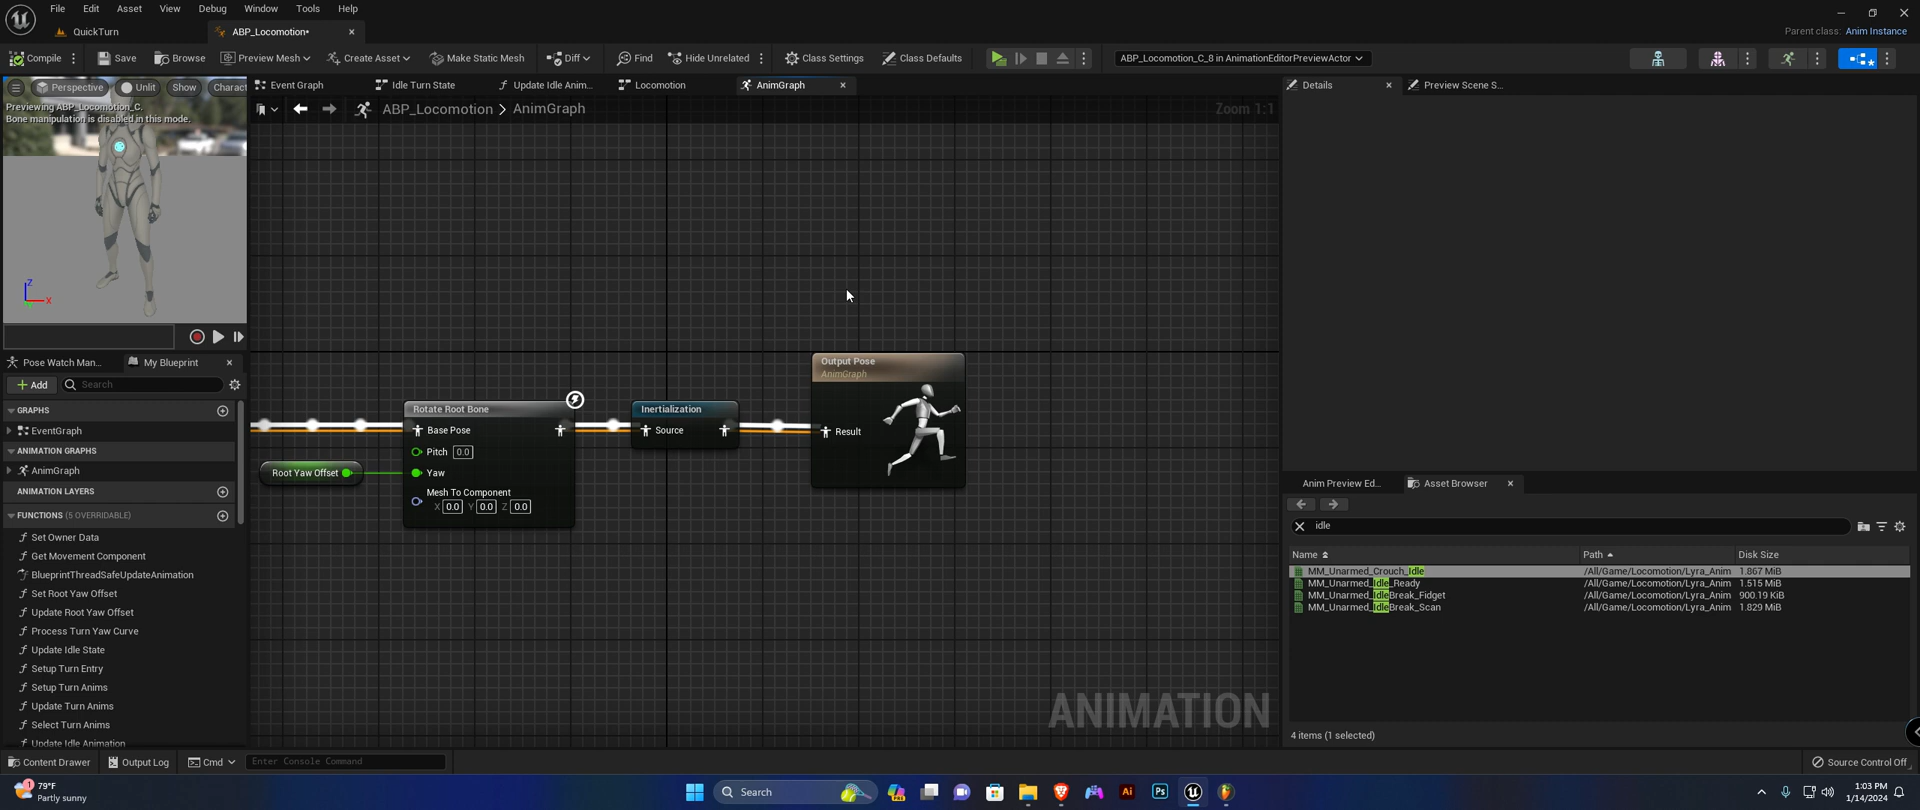 File Edit Asset View Debug Window Tools Help
QuickTurn
ABP_Locomotion•
Parent class: Anim Instance
Compile Save Browse Preview Mesh Create Asset Make Static Mesh Diff Find Hide Unrelated Class Settings Class Defaults ABP_Locomotion_C_8 in AnimationEditorPreviewActor
Perspective Unlit Show Charact
Previewing ABP_Locomotion_C.
Bone manipulation is disabled in this mode.
Z
X
Event Graph Idle Turn State Update Idle Anim... Locomotion AnimGraph
ABP_Locomotion > AnimGraph
Zoom 1:1
Details Preview Scene S...
Pose Watch Man... My Blueprint
Add Search
GRAPHS
EventGraph
ANIMATION GRAPHS
AnimGraph
ANIMATION LAYERS
FUNCTIONS (5 OVERRIDABLE)
Set Owner Data
Get Movement Component
BlueprintThreadSafeUpdateAnimation
Set Root Yaw Offset
Update Root Yaw Offset
Process Turn Yaw Curve
Update Idle State
Setup Turn Entry
Setup Turn Anims
Update Turn Anims
Select Turn Anims
Update Idle Animation
Root Yaw Offset
Rotate Root Bone
Base Pose
Pitch 0.0
Yaw
Mesh To Component
X 0.0 Y 0.0 Z 0.0
Inertialization
Source
Output Pose
AnimGraph
Result
ANIMATION
Anim Preview Ed... Asset Browser
idle
Name Path Disk Size
MM_Unarmed_Crouch_Idle /All/Game/Locomotion/Lyra_Anim 1.867 MiB
MM_Unarmed_Idle_Ready /All/Game/Locomotion/Lyra_Anim 1.515 MiB
MM_Unarmed_IdleBreak_Fidget /All/Game/Locomotion/Lyra_Anim 900.19 KiB
MM_Unarmed_IdleBreak_Scan /All/Game/Locomotion/Lyra_Anim 1.829 MiB
4 items (1 selected)
Content Drawer Output Log Cmd Enter Console Command
Source Control Off
1
79°F
Partly sunny
Search
Ai Ps
1:03 PM
1/14/2024